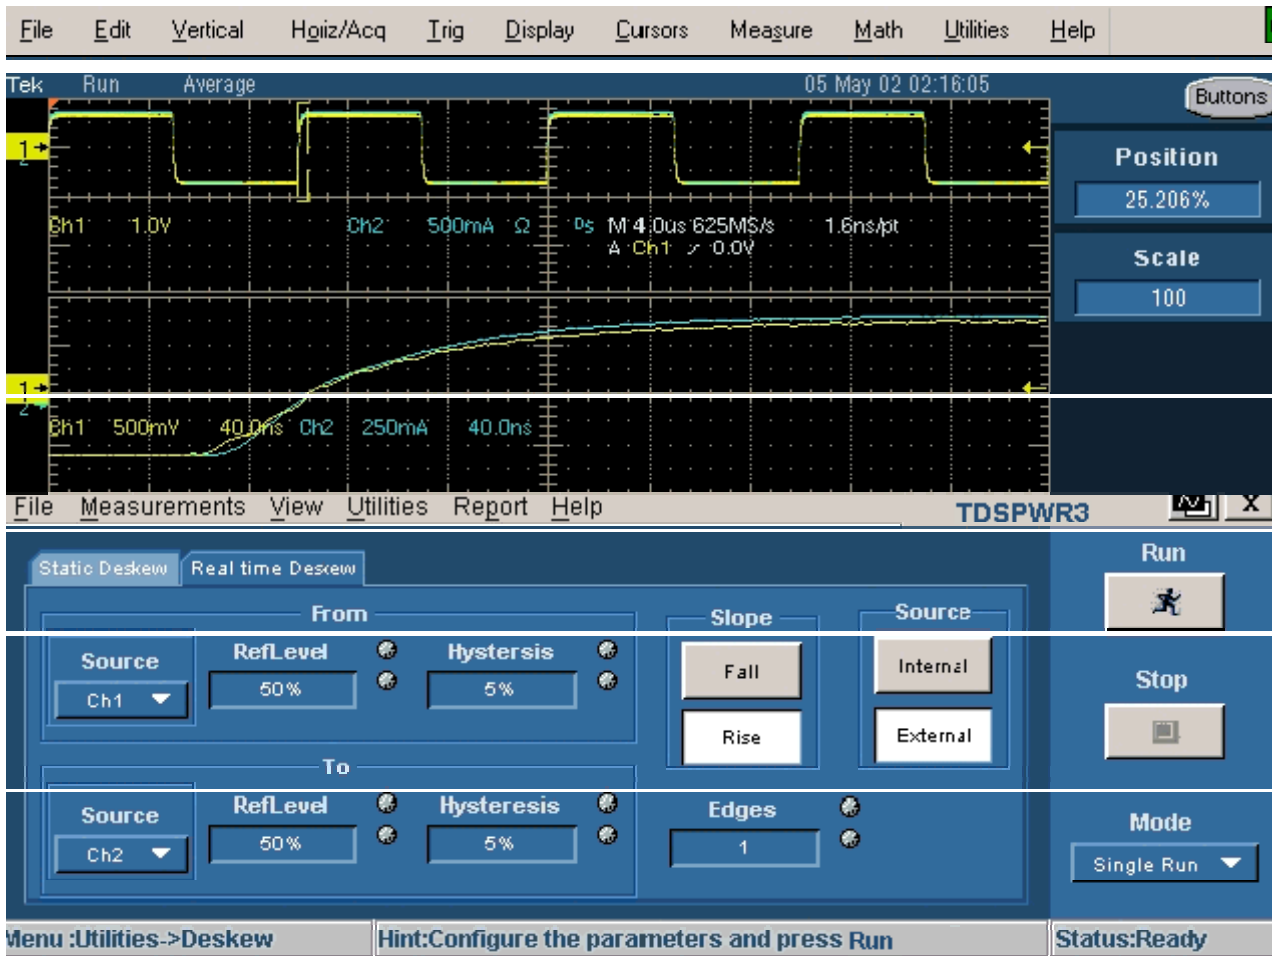 File Edit Vertical Horiz/Acq Trig Display Cursors Measure Math Utilities Help
Tek Run Average 05 May 02 02:16:05
Buttons
Position
25.206%
Scale
100
1
2
Ch1 1.0V Ch2 500mA Ω Ds M 4.0us 625MS/s 1.6ns/pt
A Ch1 0.0V
1
2
Ch1 500mV 40.0ns Ch2 250mA 40.0ns
File Measurements View Utilities Report Help TDSPWR3 X
Static Deskew Real time Deskew
Run
From
Slope
Source
Source
RefLevel
Hystersis
Ch1
50%
5%
Fall
Rise
Internal
External
Stop
To
Source
RefLevel
Hysteresis
Ch2
50%
5%
Edges
1
Mode
Single Run
Menu :Utilities->Deskew Hint:Configure the parameters and press Run Status:Ready